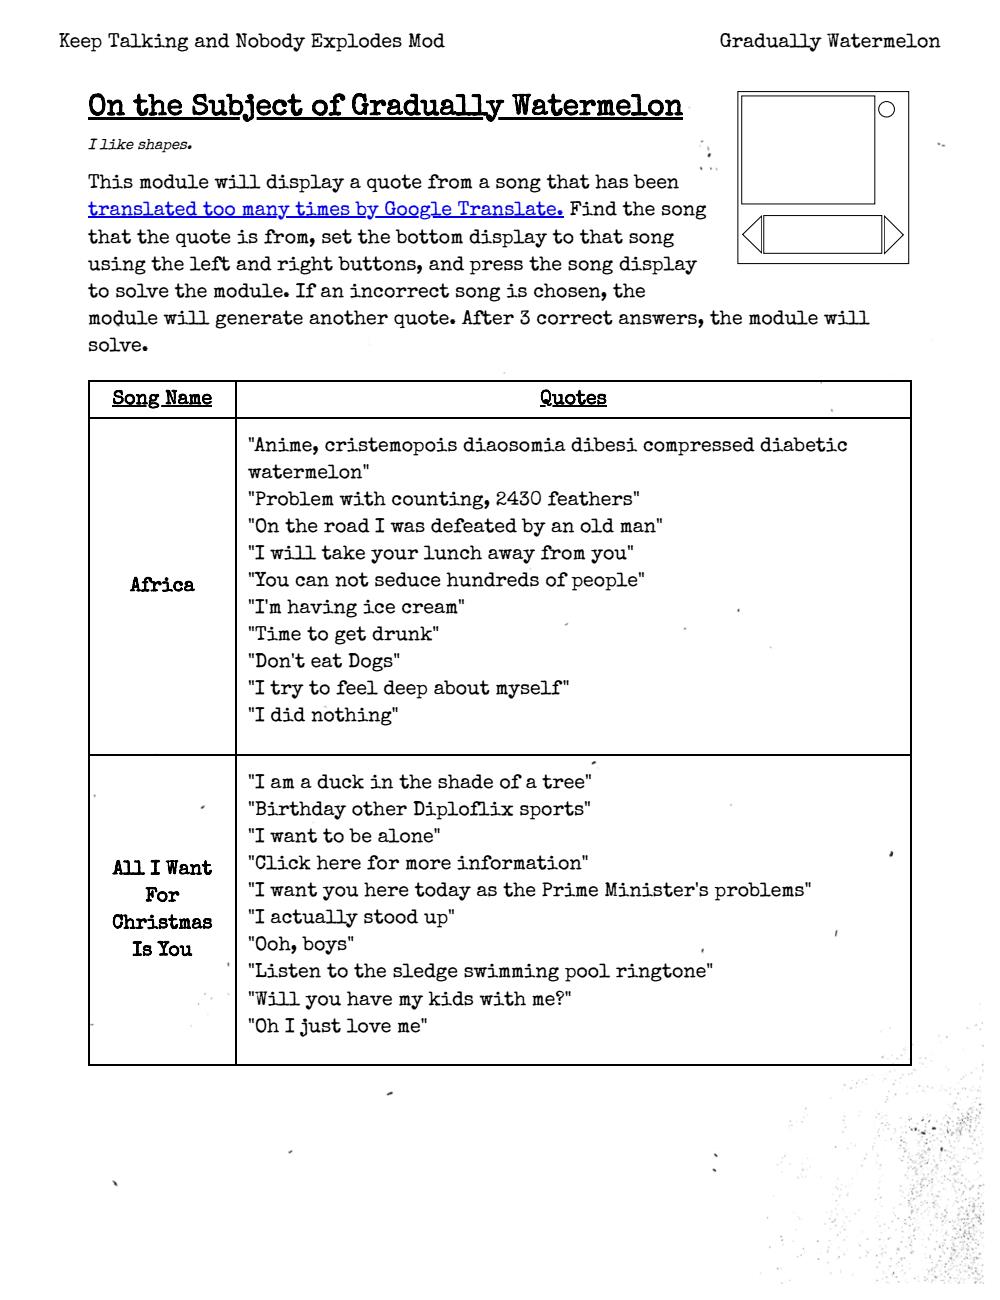 Keep Talking and Nobody Explodes Mod
Gradually Watermelon
On the Subject of Gradually Watermelon
I like shapes.
This module will display a quote from a song that has been
translated too many times by Google Translate. Find the song
that the quote is from, set the bottom display to that song
using the left and right buttons, and press the song display
to solve the module. If an incorrect song is chosen, the
module will generate another quote. After 3 correct answers, the module will
solve.
Song Name
Quotes
Africa
"Anime, cristemopois diaosomia dibesi compressed diabetic
watermelon"
"Problem with counting, 2430 feathers"
"On the road I was defeated by an old man"
"I will take your lunch away from you"
"You can not seduce hundreds of people"
"I'm having ice cream"
"Time to get drunk"
"Don't eat Dogs"
"I try to feel deep about myself"
"I did nothing"
All I Want
For
Christmas
Is You
"I am a duck in the shade of a tree"
"Birthday other Diploflix sports"
"I want to be alone"
"Click here for more information"
"I want you here today as the Prime Minister's problems"
"I actually stood up"
"Ooh, boys"
"Listen to the sledge swimming pool ringtone"
"Will you have my kids with me?"
"Oh I just love me"